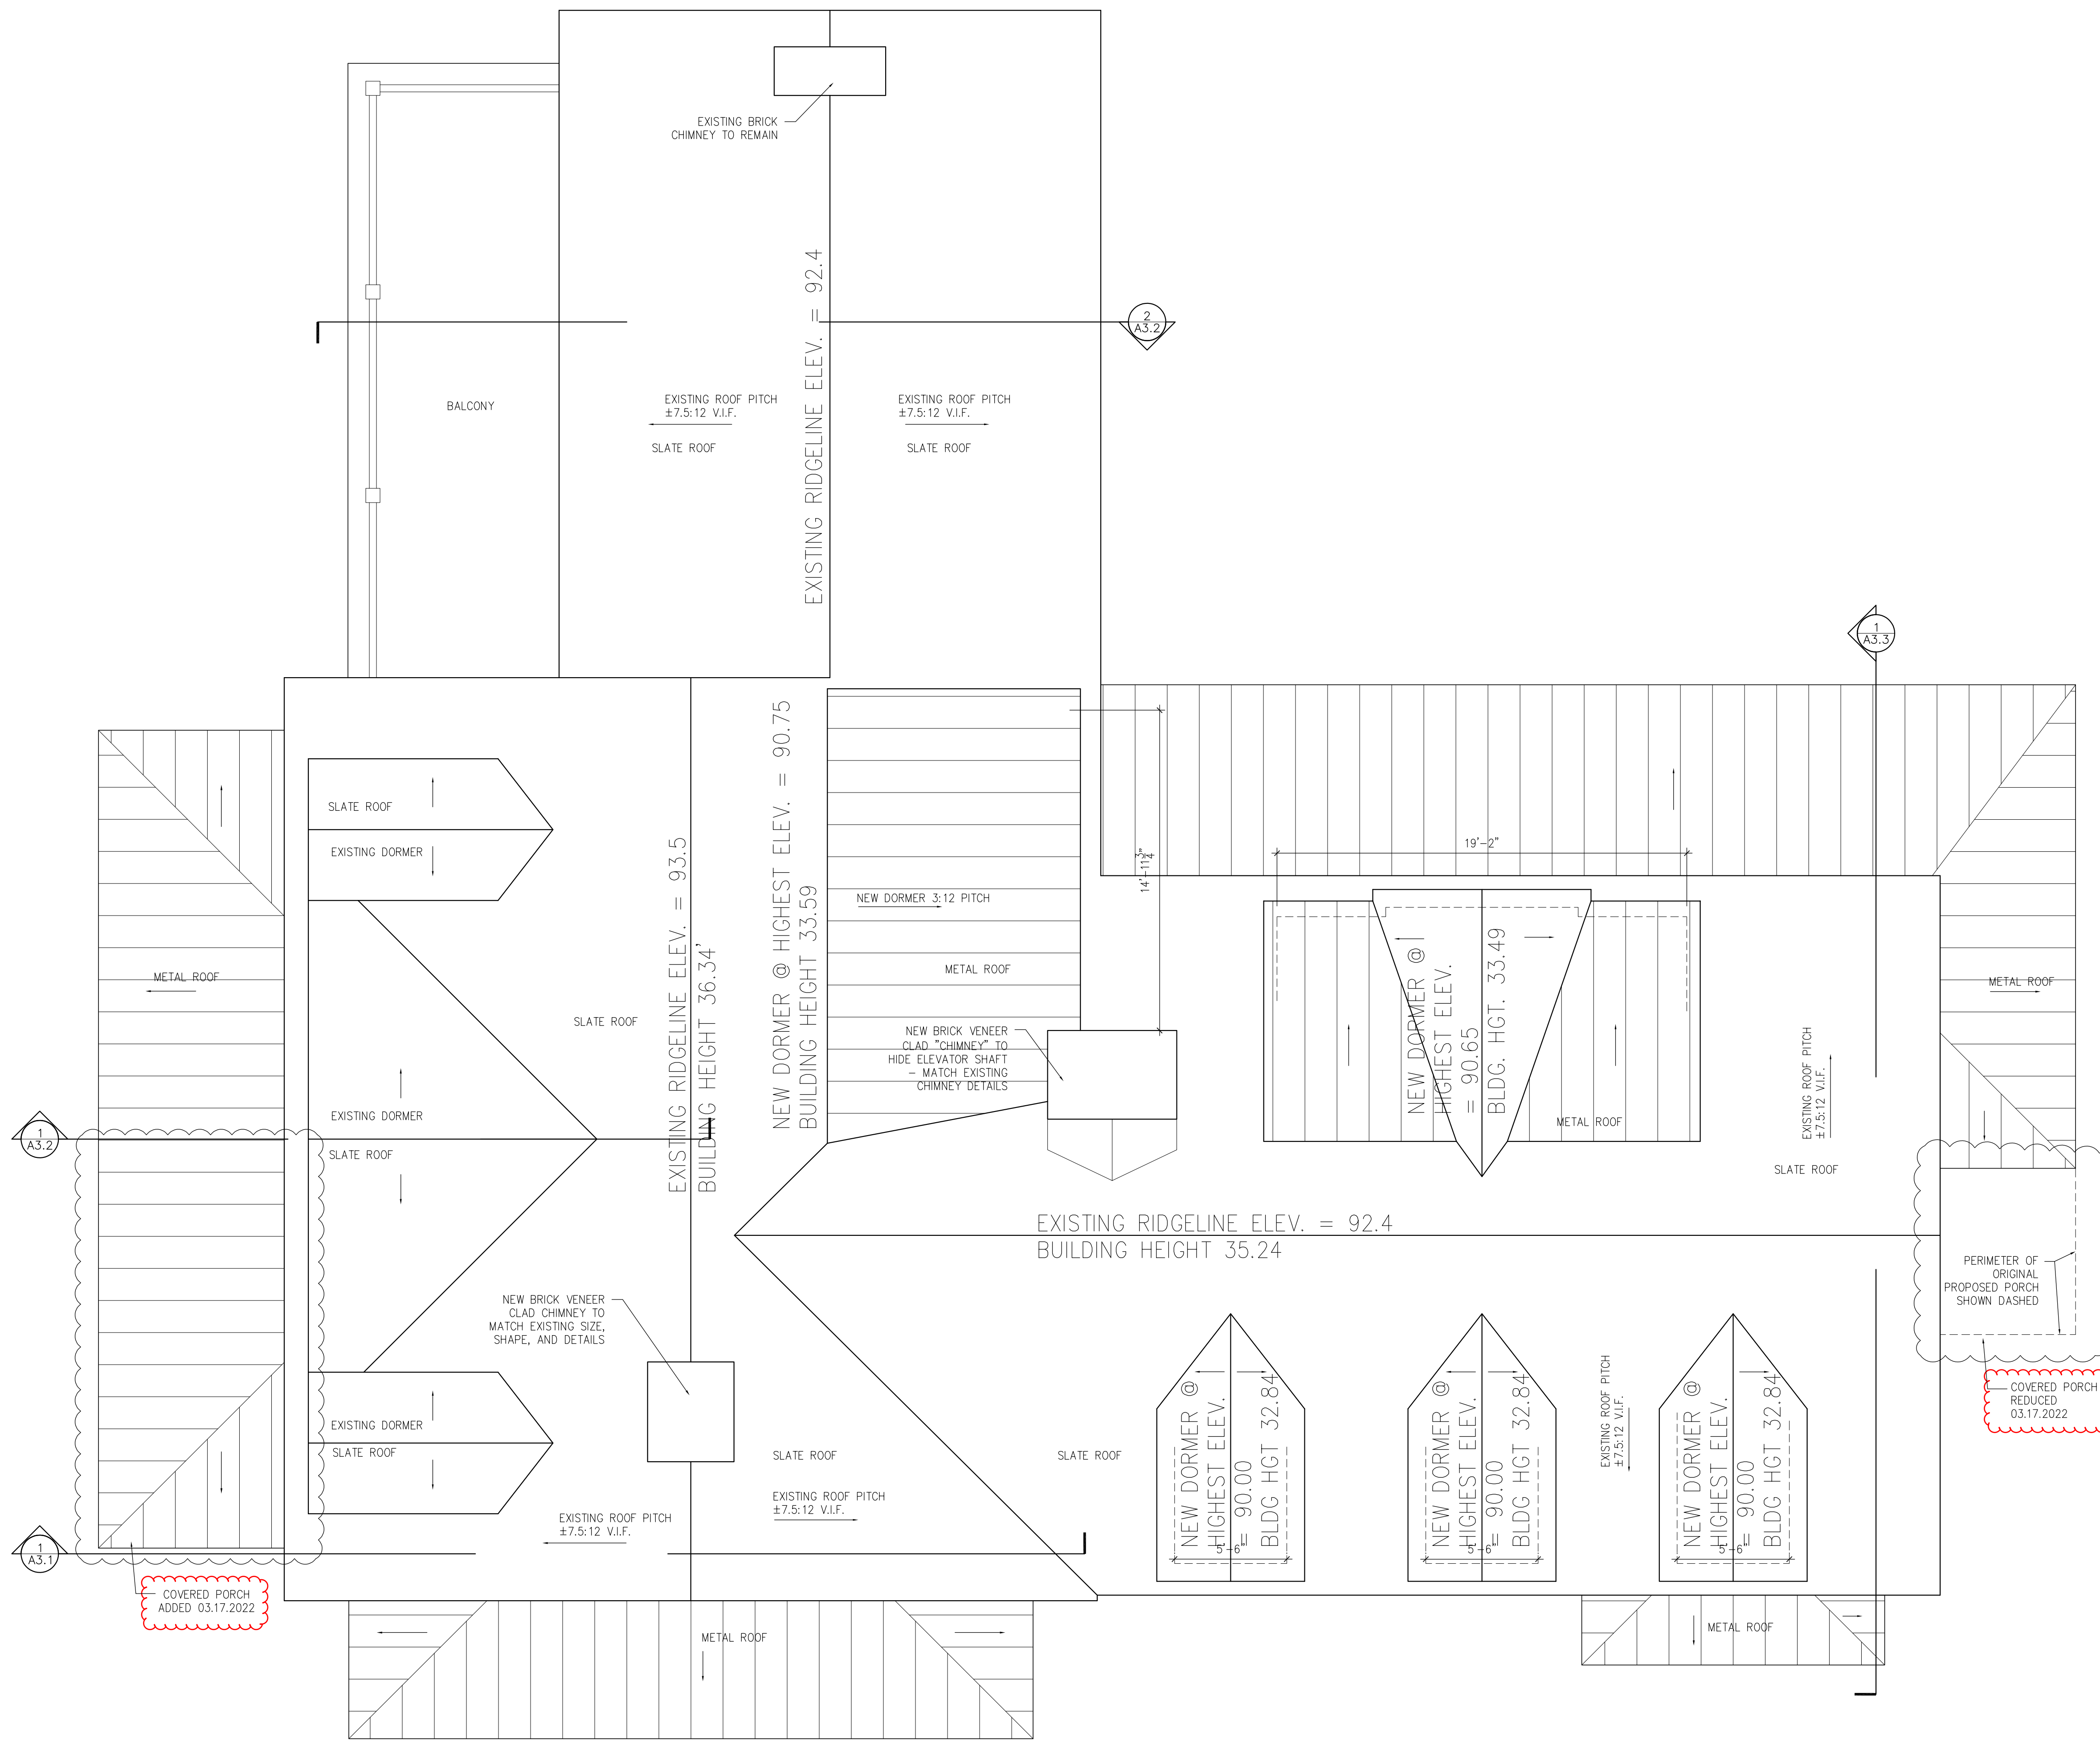 EXISTING BRICK
CHIMNEY TO REMAIN
EXISTING RIDGELINE ELEV. = 92.4
2
A3.2
BALCONY
EXISTING ROOF PITCH
±7.5:12 V.I.F.
SLATE ROOF
EXISTING ROOF PITCH
±7.5:12 V.I.F.
SLATE ROOF
1
A3.3
SLATE ROOF
EXISTING DORMER
METAL ROOF
SLATE ROOF
EXISTING RIDGELINE ELEV. = 93.5
BUILDING HEIGHT 36.34'
NEW DORMER @ HIGHEST ELEV. = 90.75
BUILDING HEIGHT 33.59
NEW DORMER 3:12 PITCH
METAL ROOF
14'-11 3/4"
19'-2"
NEW BRICK VENEER
CLAD "CHIMNEY" TO
HIDE ELEVATOR SHAFT
- MATCH EXISTING
CHIMNEY DETAILS
NEW DORMER @
HIGHEST ELEV.
= 90.65
BLDG. HGT. 33.49
METAL ROOF
EXISTING ROOF PITCH
±7.5:12 V.I.F.
SLATE ROOF
METAL ROOF
EXISTING DORMER
1
A3.2
SLATE ROOF
EXISTING RIDGELINE ELEV. = 92.4
BUILDING HEIGHT 35.24
PERIMETER OF
ORIGINAL
PROPOSED PORCH
SHOWN DASHED
COVERED PORCH
REDUCED
03.17.2022
NEW BRICK VENEER
CLAD CHIMNEY TO
MATCH EXISTING SIZE,
SHAPE, AND DETAILS
EXISTING DORMER
SLATE ROOF
SLATE ROOF
EXISTING ROOF PITCH
±7.5:12 V.I.F.
EXISTING ROOF PITCH
±7.5:12 V.I.F.
SLATE ROOF
NEW DORMER @
HIGHEST ELEV.
= 90.00
BLDG HGT 32.84
5'-6"
NEW DORMER @
HIGHEST ELEV.
= 90.00
BLDG HGT 32.84
5'-6"
EXISTING ROOF PITCH
±7.5:12 V.I.F.
NEW DORMER @
HIGHEST ELEV.
= 90.00
BLDG HGT 32.84
5'-6"
1
A3.1
COVERED PORCH
ADDED 03.17.2022
METAL ROOF
METAL ROOF